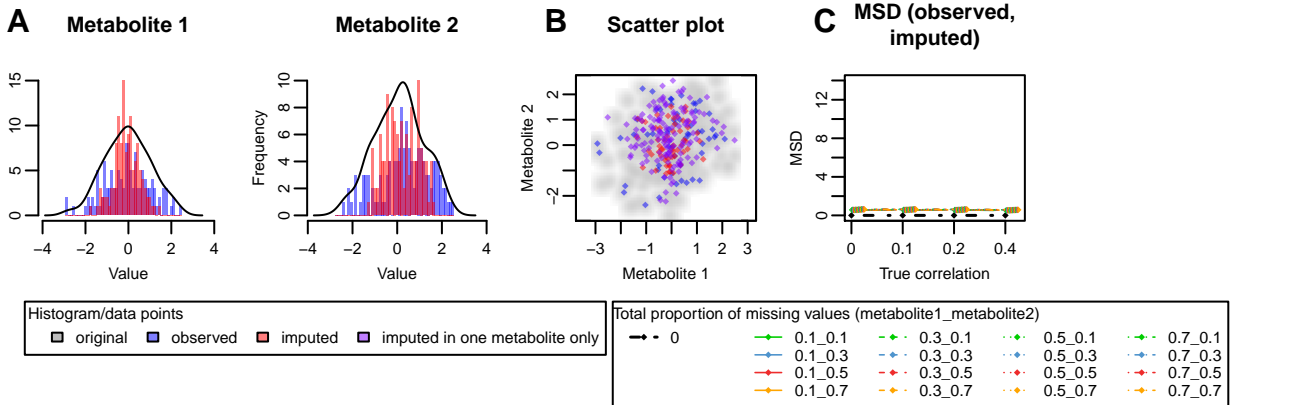 A
Metabolite 1
Metabolite 2
B
Scatter plot
C
MSD (observed,
imputed)
15
10
5
0
−4 −2 0 2 4
Value
Frequency
10
8
6
4
2
0
−4 −2 0 2 4
Value
Metabolite 2
2
1
0
−2
−3 −1 1 2 3
Metabolite 1
MSD
12
8
4
0
0 0.1 0.2 0.4
True correlation
Histogram/data points
original observed imputed imputed in one metabolite only
Total proportion of missing values (metabolite1_metabolite2)
0 0.1_0.1 0.3_0.1 0.5_0.1 0.7_0.1
0.1_0.3 0.3_0.3 0.5_0.3 0.7_0.3
0.1_0.5 0.3_0.5 0.5_0.5 0.7_0.5
0.1_0.7 0.3_0.7 0.5_0.7 0.7_0.7